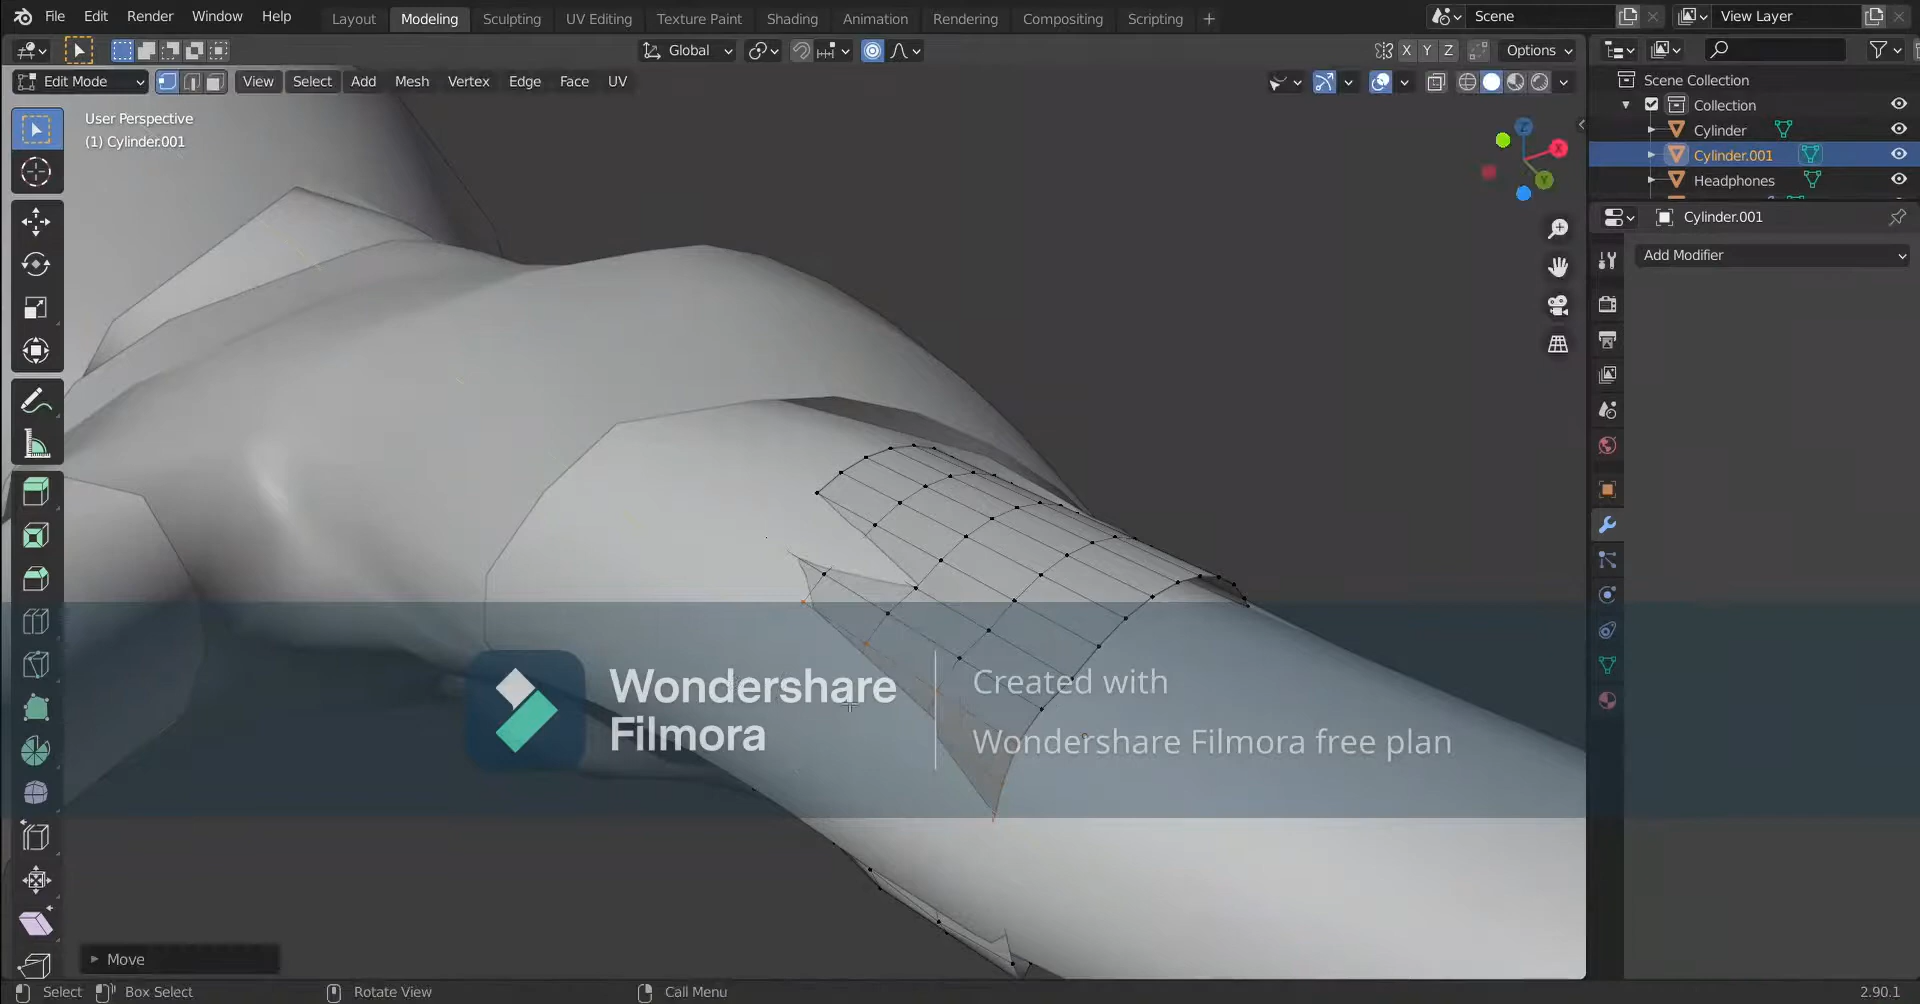 File Edit Render Window Help Layout Modeling Sculpting UV Editing Texture Paint Shading Animation Rendering Compositing Scripting + Scene View Layer
Global X Y Z Options
Edit Mode View Select Add Mesh Vertex Edge Face UV
Scene Collection
Collection
Cylinder
Cylinder.001
Headphones
User Perspective
(1) Cylinder.001
Z
X
Y
Cylinder.001
Add Modifier
Wondershare
Filmora
Created with
Wondershare Filmora free plan
Move
Select Box Select Rotate View Call Menu 2.90.1